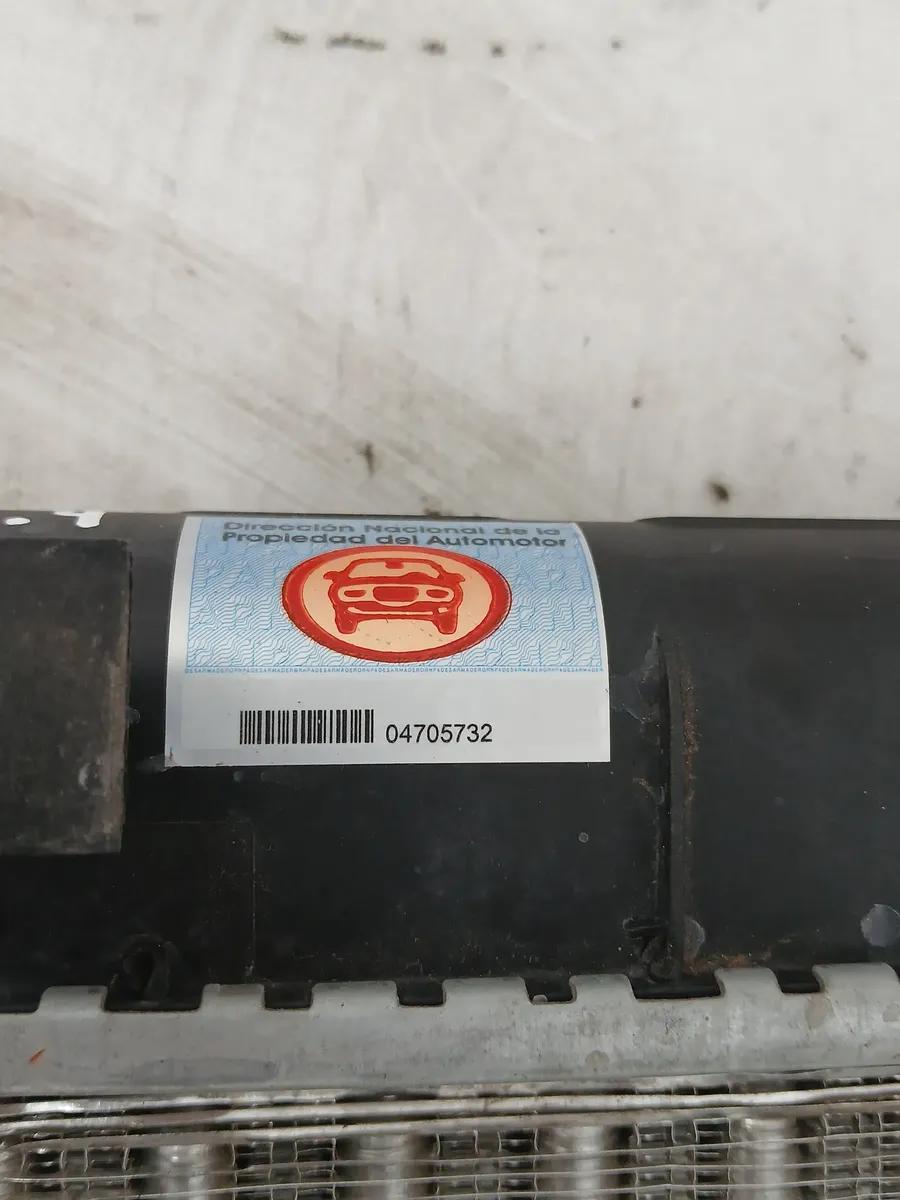 Dirección Nacional de la
Propiedad del Automotor
04705732